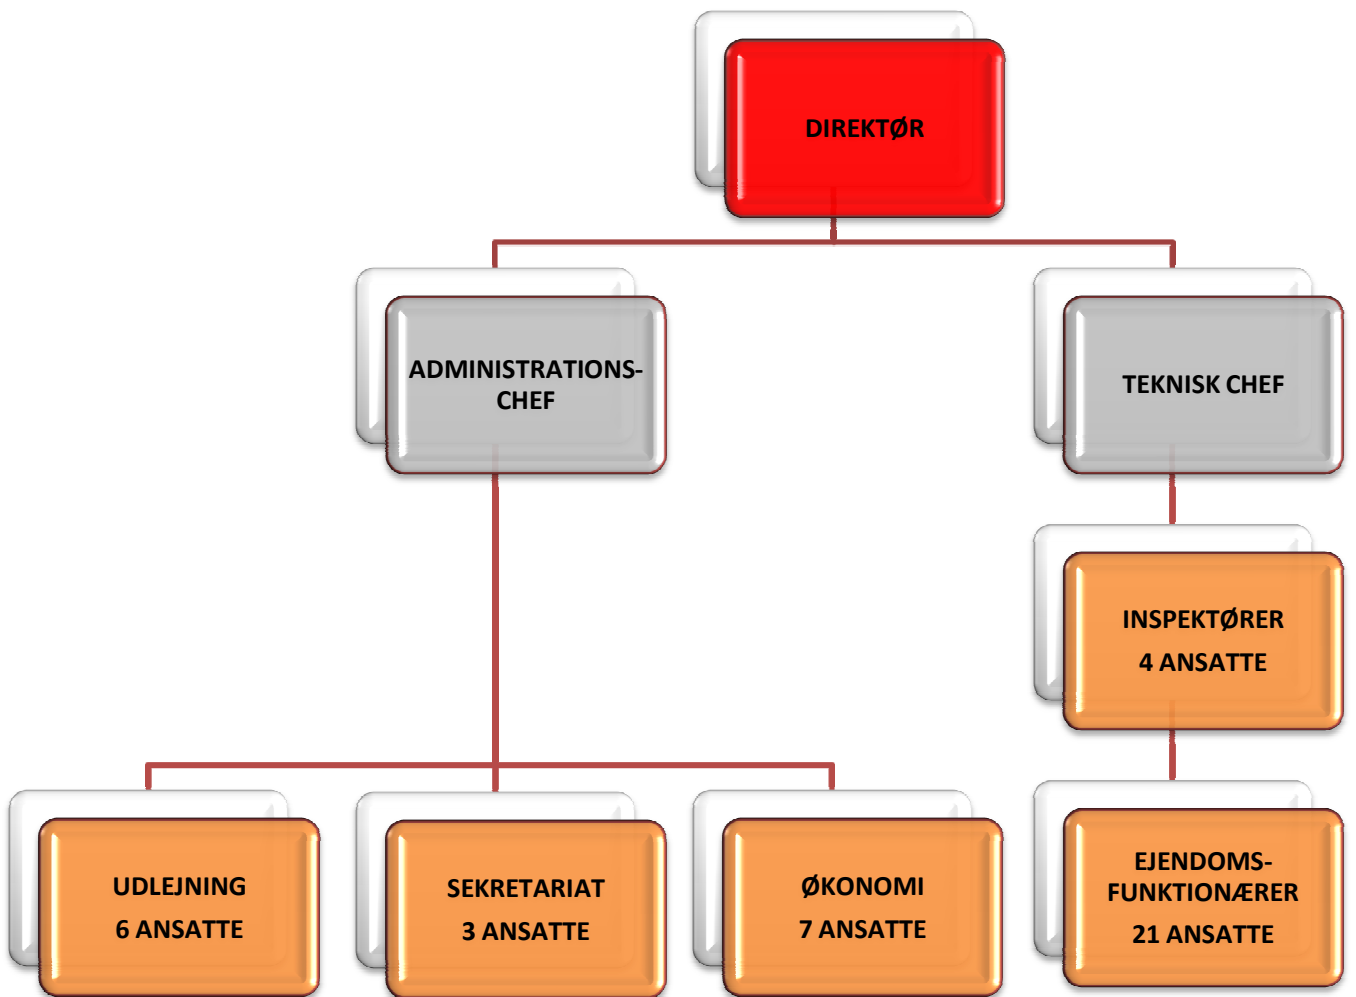 DIREKTØR
ADMINISTRATIONS-
CHEF
TEKNISK CHEF
INSPEKTØRER
4 ANSATTE
UDLEJNING
6 ANSATTE
SEKRETARIAT
3 ANSATTE
ØKONOMI
7 ANSATTE
EJENDOMS-
FUNKTIONÆRER
21 ANSATTE